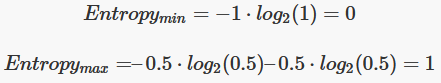 Entropy_min = −1 · log_2(1) = 0
Entropy_max = −0.5 · log_2(0.5)–0.5 · log_2(0.5) = 1